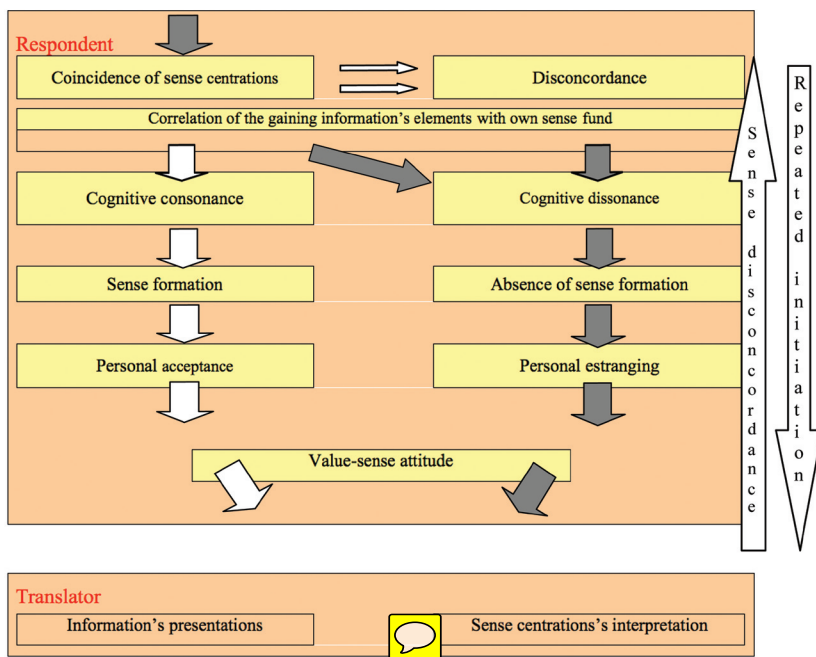 Respondent
Coincidence of sense centrations
Disconcordance
Correlation of the gaining information's elements with own sense fund
Cognitive consonance
Cognitive dissonance
Sense formation
Absence of sense formation
Personal acceptance
Personal estranging
Value-sense attitude
Sense disconcordance
Repeated initiation
Translator
Information's presentations
Sense centrations's interpretation